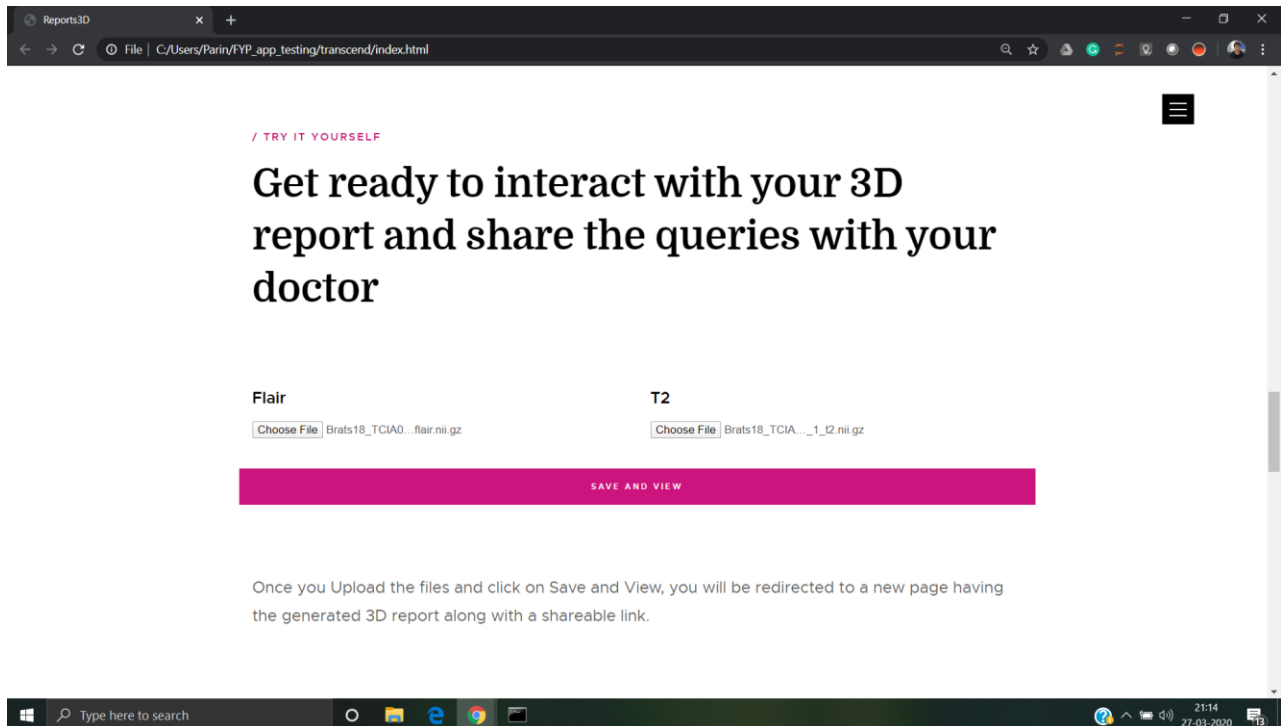 Reports3D
File | C:/Users/Parin/FYP_app_testing/transcend/index.html
/ TRY IT YOURSELF
Get ready to interact with your 3D
report and share the queries with your
doctor
Flair
T2
Choose File Brats18_TCIA0...flair.nii.gz
Choose File Brats18_TCIA..._1_t2.nii.gz
SAVE AND VIEW
Once you Upload the files and click on Save and View, you will be redirected to a new page having
the generated 3D report along with a shareable link.
Type here to search
21:14
27-03-2020
13